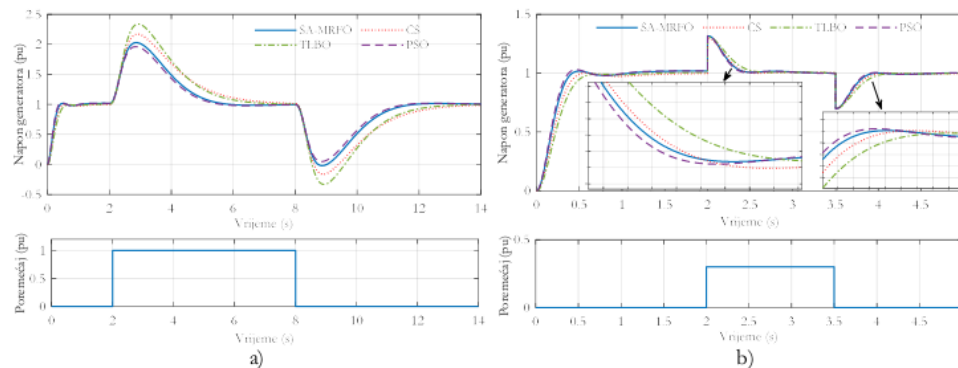 SA-MRFO CS
TLBO PSO
Napon generatora (pu)
2.5
2
1.5
1
0.5
0
-0.5
0 2 4 6 8 10 12 14
Vrijeme (s)
Poremećaj (pu)
1
0.5
0
0 2 4 6 8 10 12 14
Vrijeme (s)
a)
SA-MRFO CS TLBO PSO
Napon generatora (pu)
1.5
1
0.5
0
0 0.5 1 1.5 2 2.5 3 3.5 4 4.5
Vrijeme (s)
Poremećaj (pu)
0.5
0
0 0.5 1 1.5 2 2.5 3 3.5 4 4.5
Vrijeme (s)
b)